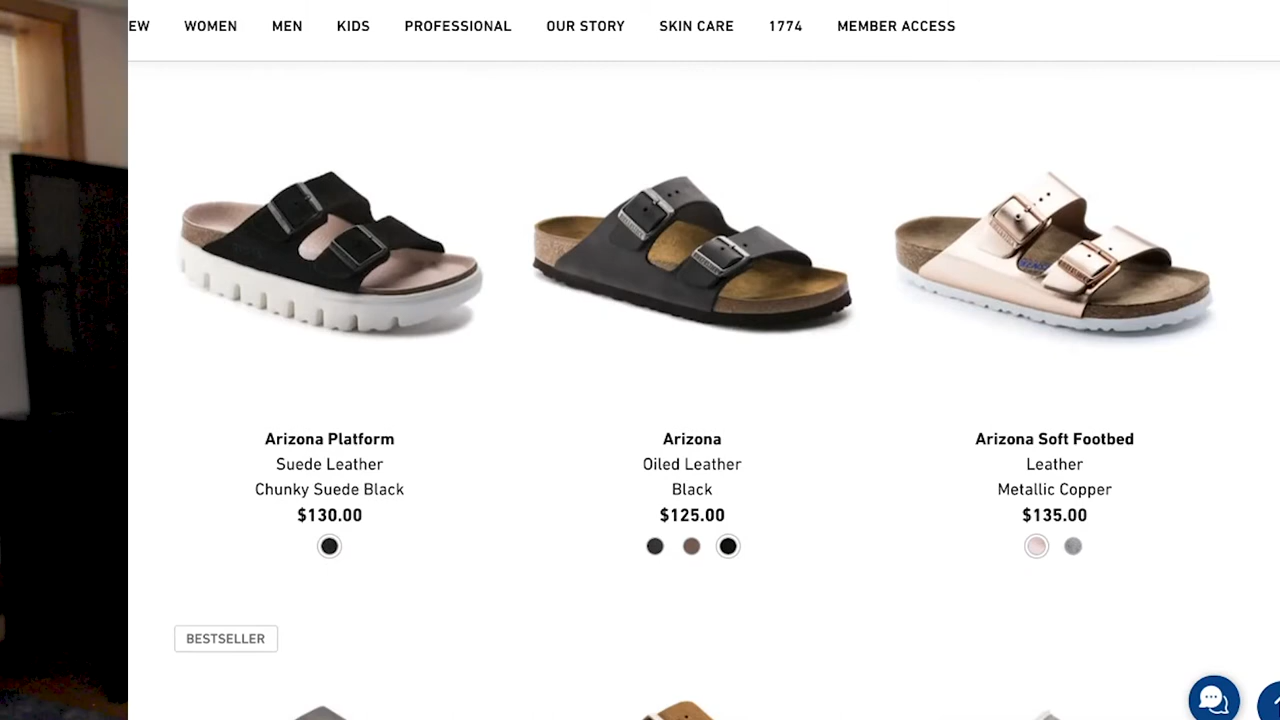 EW WOMEN MEN KIDS PROFESSIONAL OUR STORY SKIN CARE 1774 MEMBER ACCESS
Arizona Platform
Suede Leather
Chunky Suede Black
$130.00
Arizona
Oiled Leather
Black
$125.00
Arizona Soft Footbed
Leather
Metallic Copper
$135.00
BESTSELLER